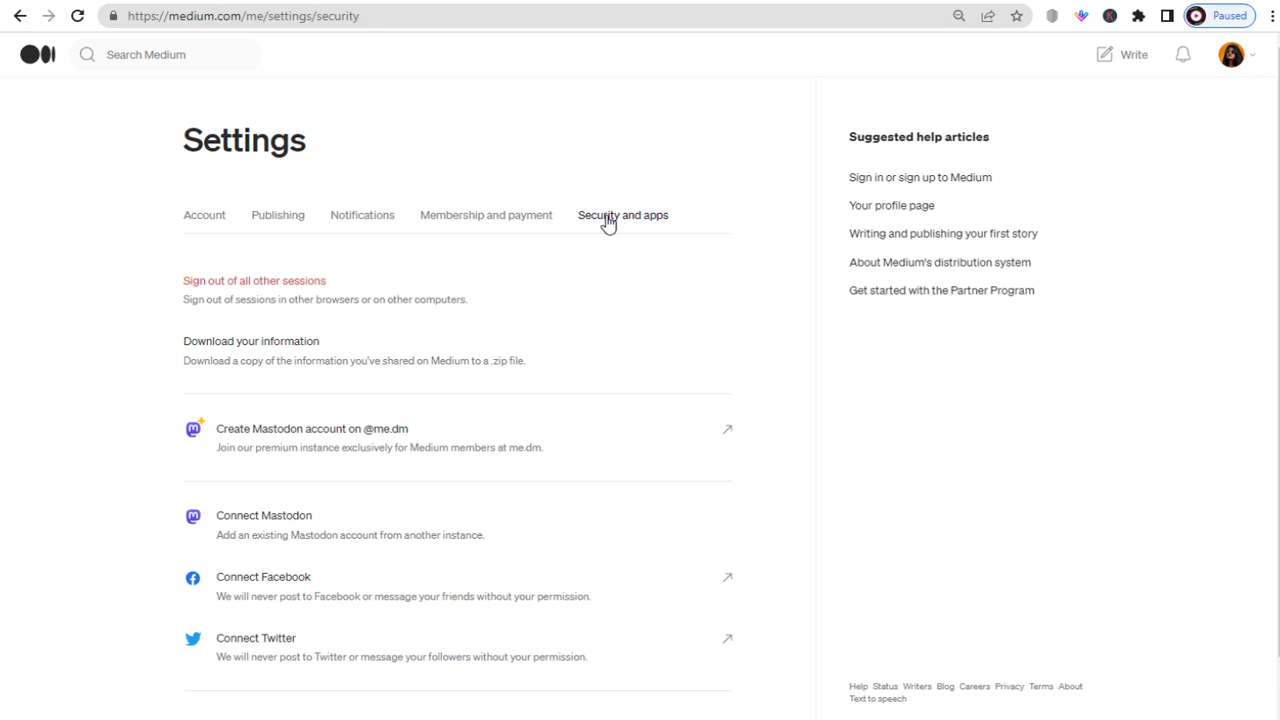 https://medium.com/me/settings/security
Paused
Search Medium
Write
Settings
Account Publishing Notifications Membership and payment Security and apps
Sign out of all other sessions
Sign out of sessions in other browsers or on other computers.
Download your information
Download a copy of the information you've shared on Medium to a .zip file.
Create Mastodon account on @me.dm
Join our premium instance exclusively for Medium members at me.dm.
Connect Mastodon
Add an existing Mastodon account from another instance.
Connect Facebook
We will never post to Facebook or message your friends without your permission.
Connect Twitter
We will never post to Twitter or message your followers without your permission.
Suggested help articles
Sign in or sign up to Medium
Your profile page
Writing and publishing your first story
About Medium's distribution system
Get started with the Partner Program
Help Status Writers Blog Careers Privacy Terms About
Text to speech